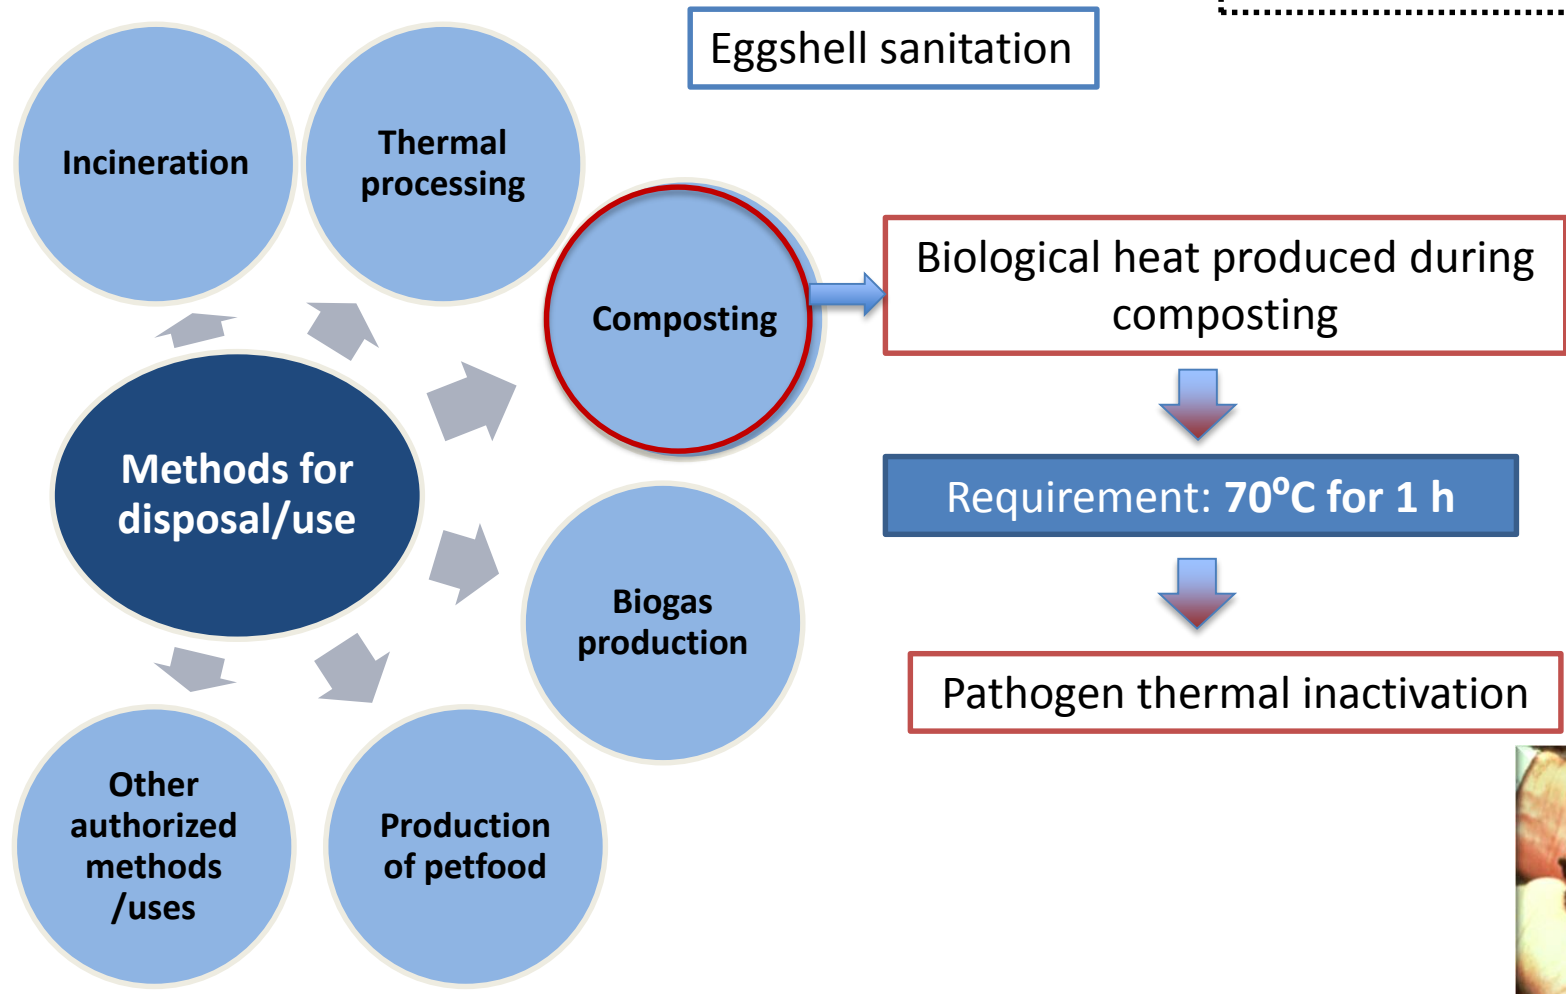 Eggshell sanitation
Incineration
Thermal
processing
Composting
Biological heat produced during
composting
Methods for
disposal/use
Requirement: 70⁰C for 1 h
Biogas
production
Pathogen thermal inactivation
Other
authorized
methods
/uses
Production
of petfood